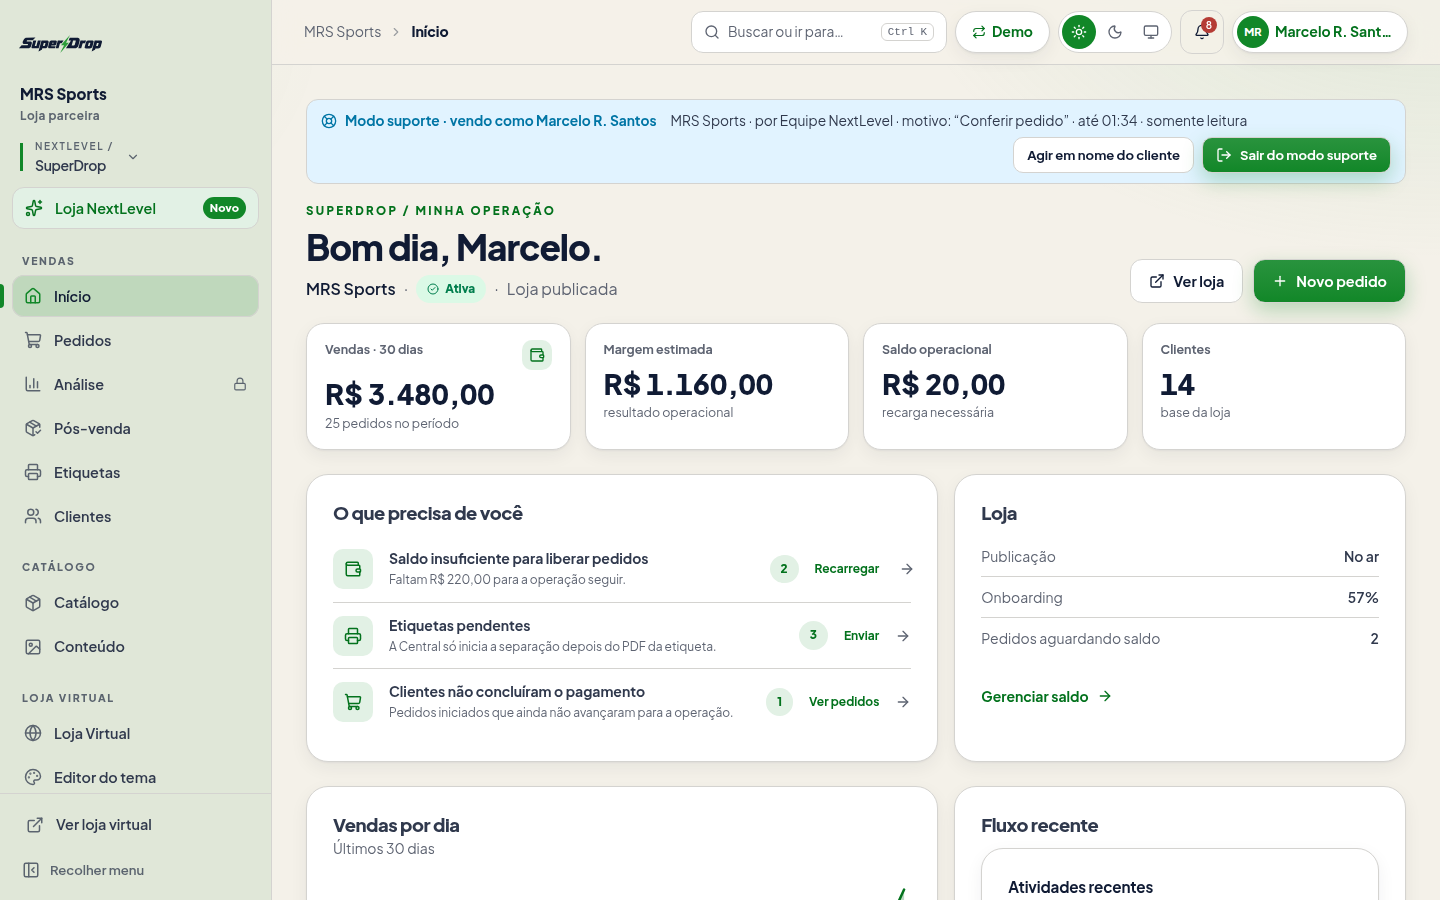 SuperDrop
MRS Sports
Loja parceira
NEXTLEVEL /
SuperDrop
Loja NextLevel
Novo
VENDAS
Início
Pedidos
Análise
Pós-venda
Etiquetas
Clientes
CATÁLOGO
Catálogo
Conteúdo
LOJA VIRTUAL
Loja Virtual
Editor do tema
Ver loja virtual
Recolher menu
MRS Sports
Início
Buscar ou ir para...
Ctrl K
Demo
8
MR
Marcelo R. Sant...
Modo suporte · vendo como Marcelo R. Santos
MRS Sports · por Equipe NextLevel · motivo: “Conferir pedido” · até 01:34 · somente leitura
Agir em nome do cliente
Sair do modo suporte
SUPERDROP / MINHA OPERAÇÃO
Bom dia, Marcelo.
MRS Sports · Ativa · Loja publicada
Ver loja
Novo pedido
Vendas · 30 dias
R$ 3.480,00
25 pedidos no período
Margem estimada
R$ 1.160,00
resultado operacional
Saldo operacional
R$ 20,00
recarga necessária
Clientes
14
base da loja
O que precisa de você
Saldo insuficiente para liberar pedidos
Faltam R$ 220,00 para a operação seguir.
2
Recarregar
Etiquetas pendentes
A Central só inicia a separação depois do PDF da etiqueta.
3
Enviar
Clientes não concluíram o pagamento
Pedidos iniciados que ainda não avançaram para a operação.
1
Ver pedidos
Loja
Publicação No ar
Onboarding 57%
Pedidos aguardando saldo 2
Gerenciar saldo
Vendas por dia
Últimos 30 dias
Fluxo recente
Atividades recentes